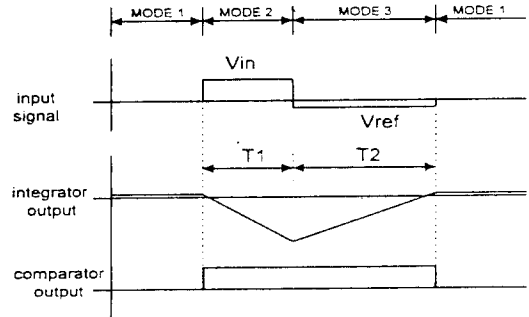 MODE 1 MODE 2 MODE 3 MODE 1
Vin
input
signal
Vref
T1 T2
integrator
output
comparator
output